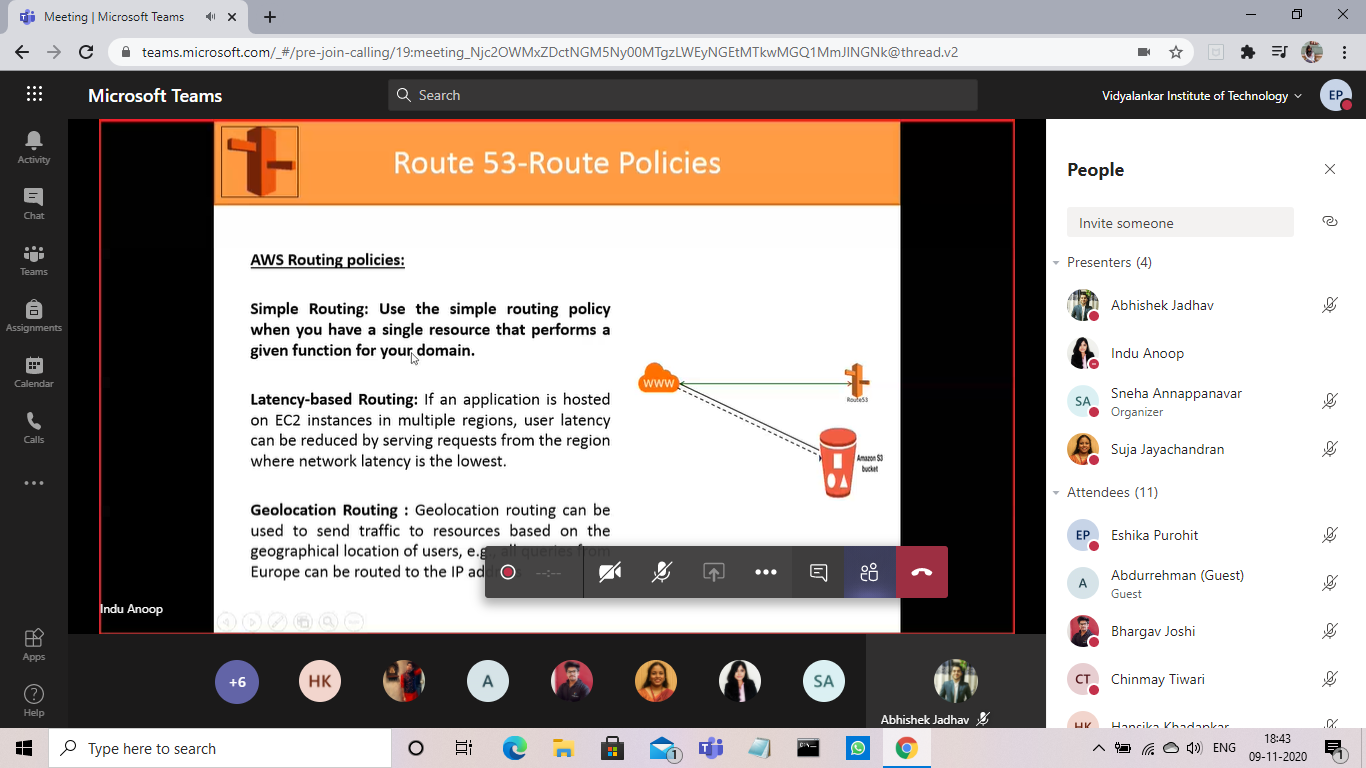 Meeting | Microsoft Teams
teams.microsoft.com/_#/pre-join-calling/19:meeting_Njc2OWMxZDctNGM5Ny00MTgzLWEyNGEtMTkwMGQ1MmJlNGNk@thread.v2
Microsoft Teams
Search
Vidyalankar Institute of Technology
EP
Activity
Chat
Teams
Assignments
Calendar
Calls
Apps
Help
Route 53-Route Policies
AWS Routing policies:
Simple Routing: Use the simple routing policy
when you have a single resource that performs a
given function for your domain.
Latency-based Routing: If an application is hosted
on EC2 instances in multiple regions, user latency
can be reduced by serving requests from the region
where network latency is the lowest.
Geolocation Routing : Geolocation routing can be
used to send traffic to resources based on the
geographical location of users, e.g., all queries from
Europe can be routed to the IP
WWW
Route53
Amazon S3
bucket
--:--
Indu Anoop
+6
HK
A
SA
Abhishek Jadhav
People
Invite someone
Presenters (4)
Abhishek Jadhav
Indu Anoop
SA
Sneha Annappanavar
Organizer
Suja Jayachandran
Attendees (11)
EP
Eshika Purohit
A
Abdurrehman (Guest)
Guest
Bhargav Joshi
CT
Chinmay Tiwari
HK
Hansika Khadankar
Type here to search
1
ENG
18:43
09-11-2020
1